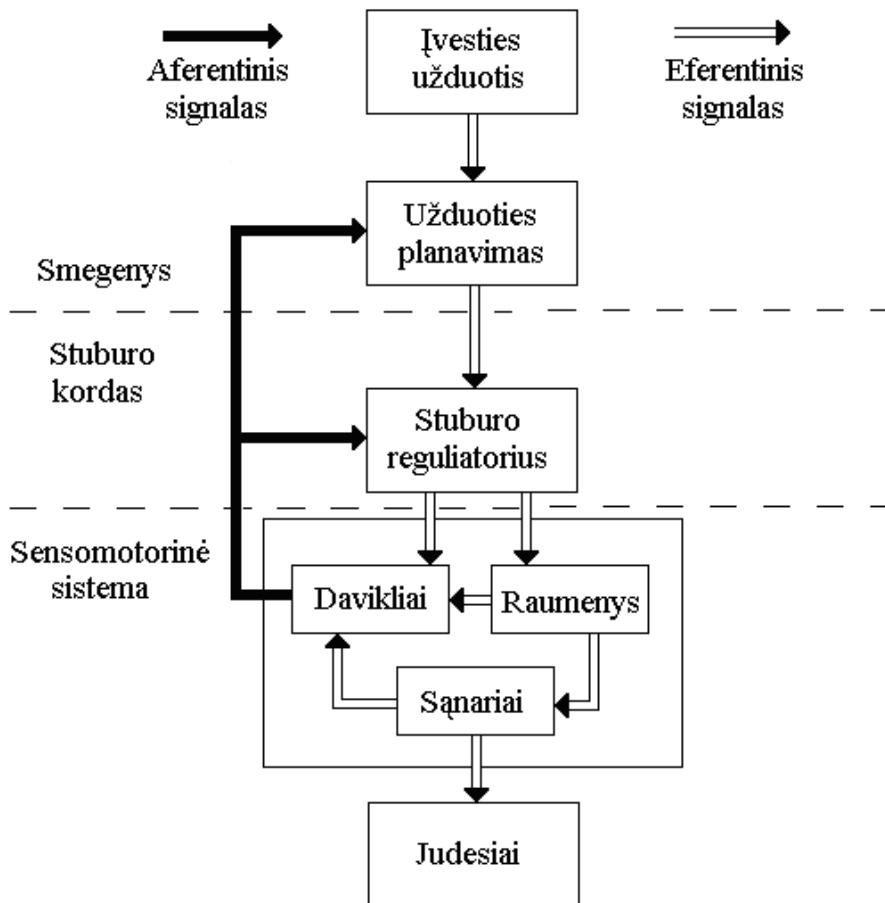 Aferentinis
signalas
Įvesties
užduotis
Eferentinis
signalas
Užduoties
planavimas
Smegenys
Stuburo
kordas
Stuburo
reguliatorius
Sensomotorinė
sistema
Davikliai
Raumenys
Sąnariai
Judesiai